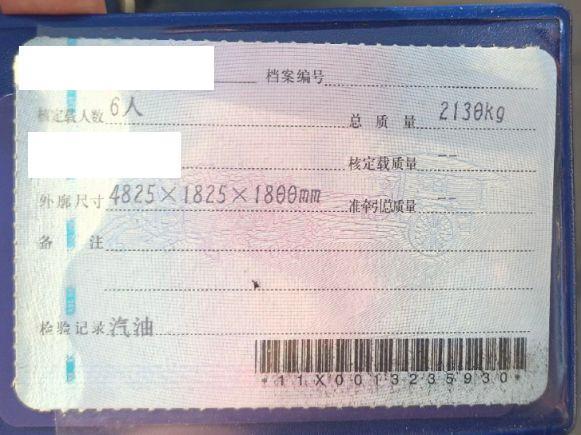 档案编号
核定载人数 6人 总质量 2130kg
核定载质量 --
外廓尺寸 4825×1825×1800mm 准牵引总质量 --
备注
检验记录 汽油
*11X0013235930*